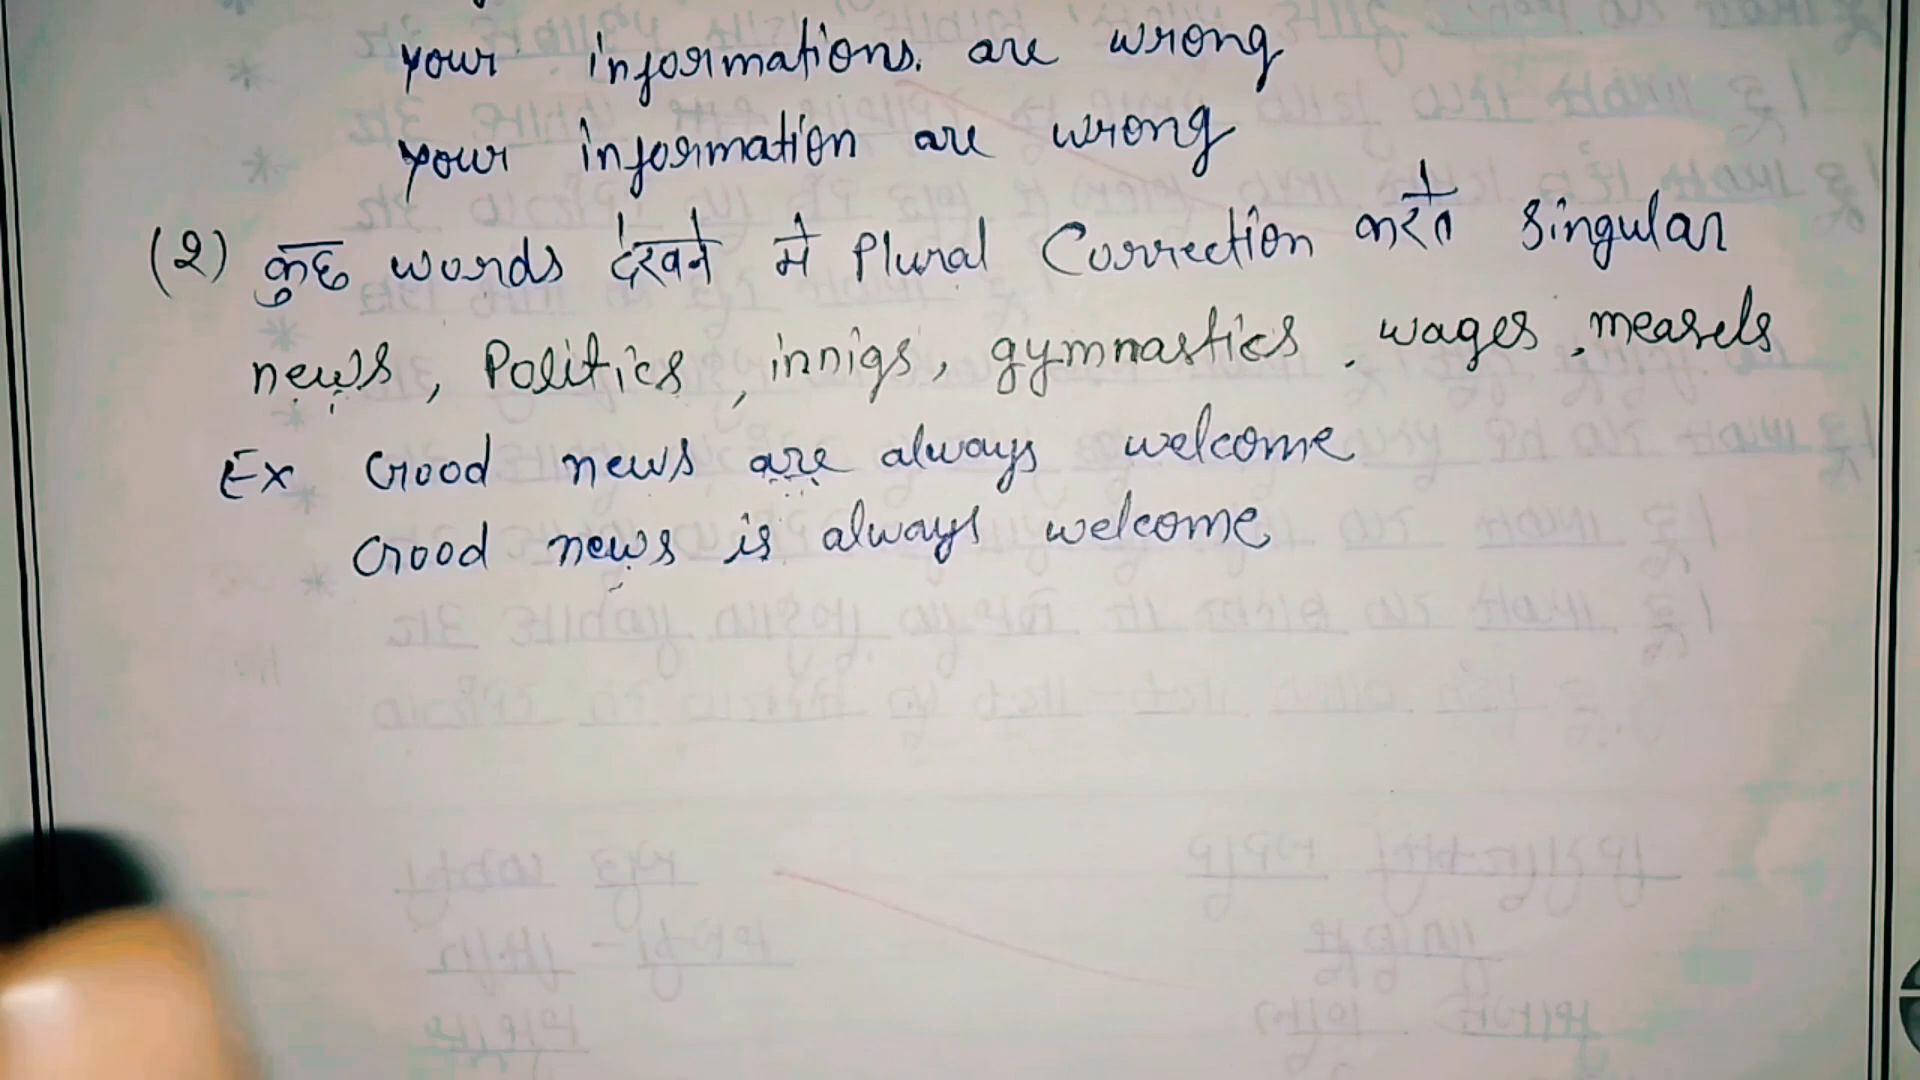 your informations. are wrong
your information are wrong
(2) कुछ words देखने मे Plural Correction करते singular
news, Politics, innigs, gymnastics, wages, measels
Ex Good news are always welcome
Good news is always welcome